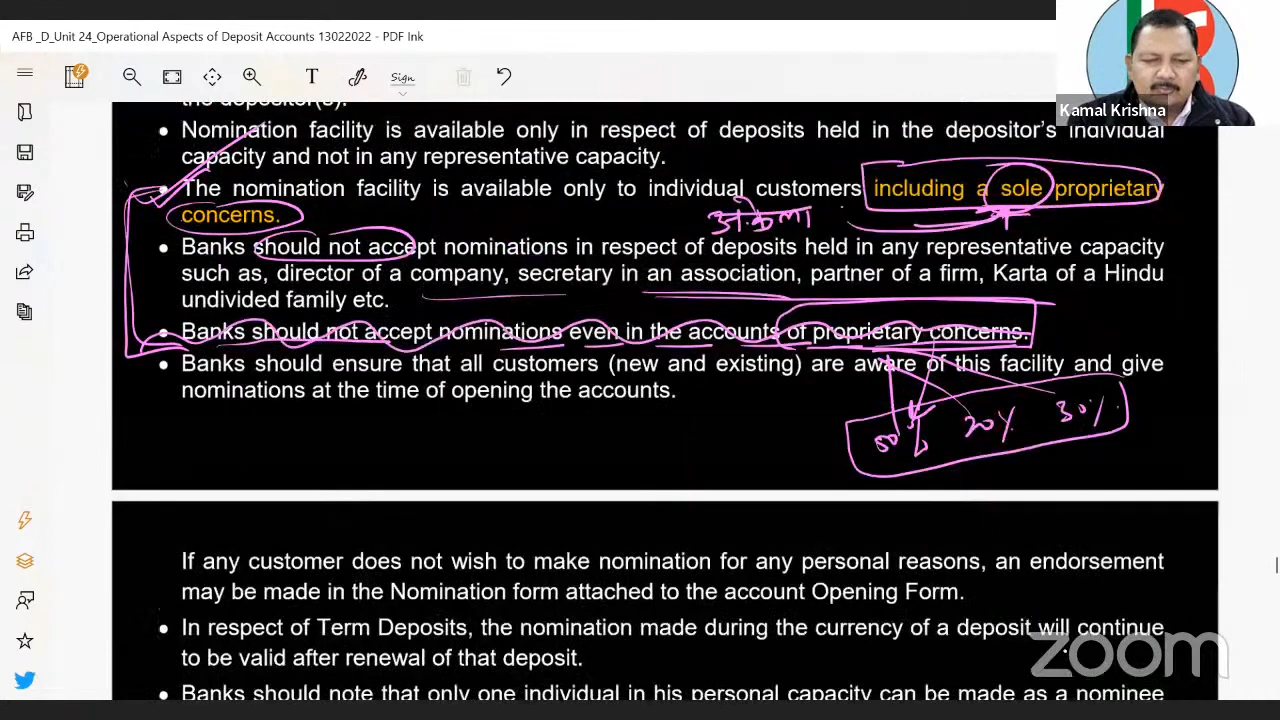 AFB _D_Unit 24_Operational Aspects of Deposit Accounts 13022022 - PDF Ink
Sign
Kamal Krishna
the depositor(s).
• Nomination facility is available only in respect of deposits held in the depositor's individual
capacity and not in any representative capacity.
• The nomination facility is available only to individual customers including a sole proprietary
concerns.
अकेला
• Banks should not accept nominations in respect of deposits held in any representative capacity
such as, director of a company, secretary in an association, partner of a firm, Karta of a Hindu
undivided family etc.
• Banks should not accept nominations even in the accounts of proprietary concerns.
• Banks should ensure that all customers (new and existing) are aware of this facility and give
nominations at the time of opening the accounts.
50% 20% 30%
If any customer does not wish to make nomination for any personal reasons, an endorsement
may be made in the Nomination form attached to the account Opening Form.
• In respect of Term Deposits, the nomination made during the currency of a deposit will continue
to be valid after renewal of that deposit.
zoom
• Banks should note that only one individual in his personal capacity can be made as a nominee